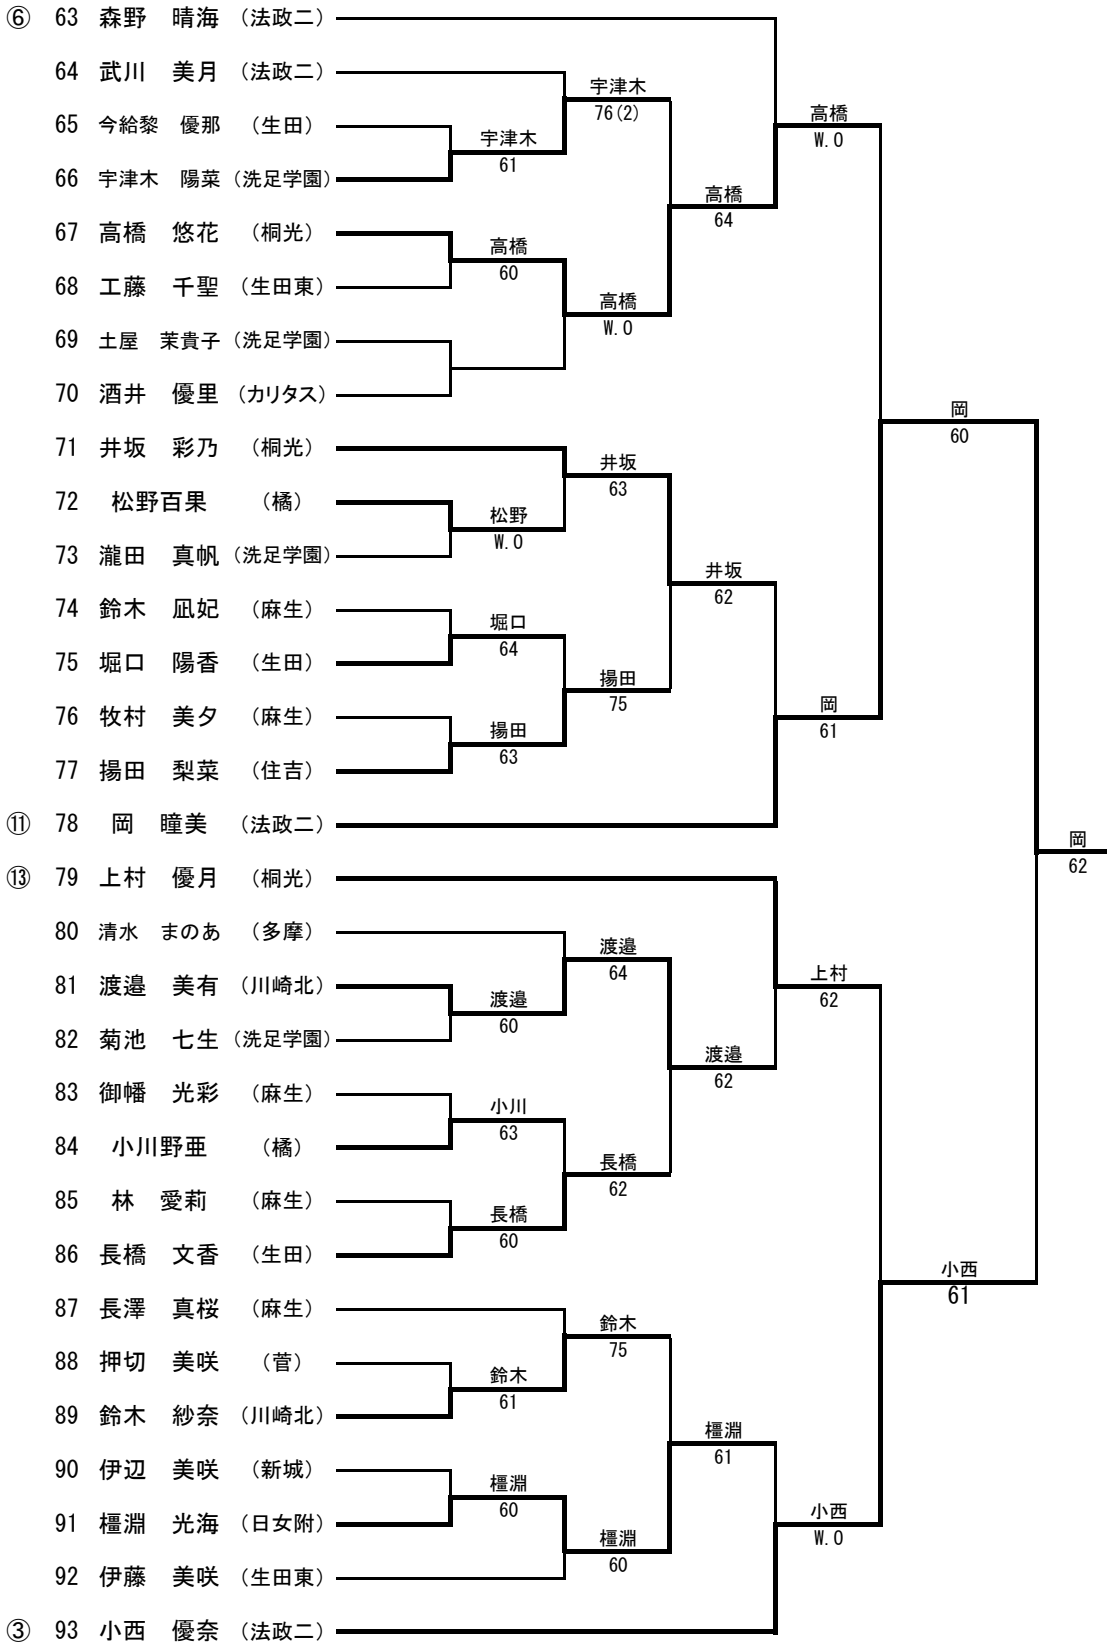 ⑥ 63 森野 晴海 (法政二)
64 武川 美月 (法政二)
宇津木
76(2)
65 今給黎 優那 (生田)
宇津木
61
66 宇津木 陽菜 (洗足学園)
高橋
W.O
高橋
64
67 高橋 悠花 (桐光)
高橋
60
68 工藤 千聖 (生田東)
高橋
W.O
69 土屋 茉貴子 (洗足学園)
70 酒井 優里 (カリタス)
岡
60
71 井坂 彩乃 (桐光)
井坂
63
72 松野百果 (橘)
松野
W.O
73 瀧田 真帆 (洗足学園)
井坂
62
74 鈴木 凪妃 (麻生)
堀口
64
75 堀口 陽香 (生田)
揚田
75
76 牧村 美夕 (麻生)
揚田
63
岡
61
77 揚田 梨菜 (住吉)
⑪ 78 岡 瞳美 (法政二)
岡
62
⑬ 79 上村 優月 (桐光)
80 清水 まのあ (多摩)
渡邉
64
81 渡邉 美有 (川崎北)
渡邉
60
上村
62
82 菊池 七生 (洗足学園)
渡邉
62
83 御幡 光彩 (麻生)
小川
63
84 小川野亜 (橘)
長橋
62
85 林 愛莉 (麻生)
長橋
60
86 長橋 文香 (生田)
小西
61
87 長澤 真桜 (麻生)
鈴木
75
88 押切 美咲 (菅)
鈴木
61
89 鈴木 紗奈 (川崎北)
橿淵
61
90 伊辺 美咲 (新城)
橿淵
60
91 橿淵 光海 (日女附)
橿淵
60
小西
W.O
92 伊藤 美咲 (生田東)
③ 93 小西 優奈 (法政二)